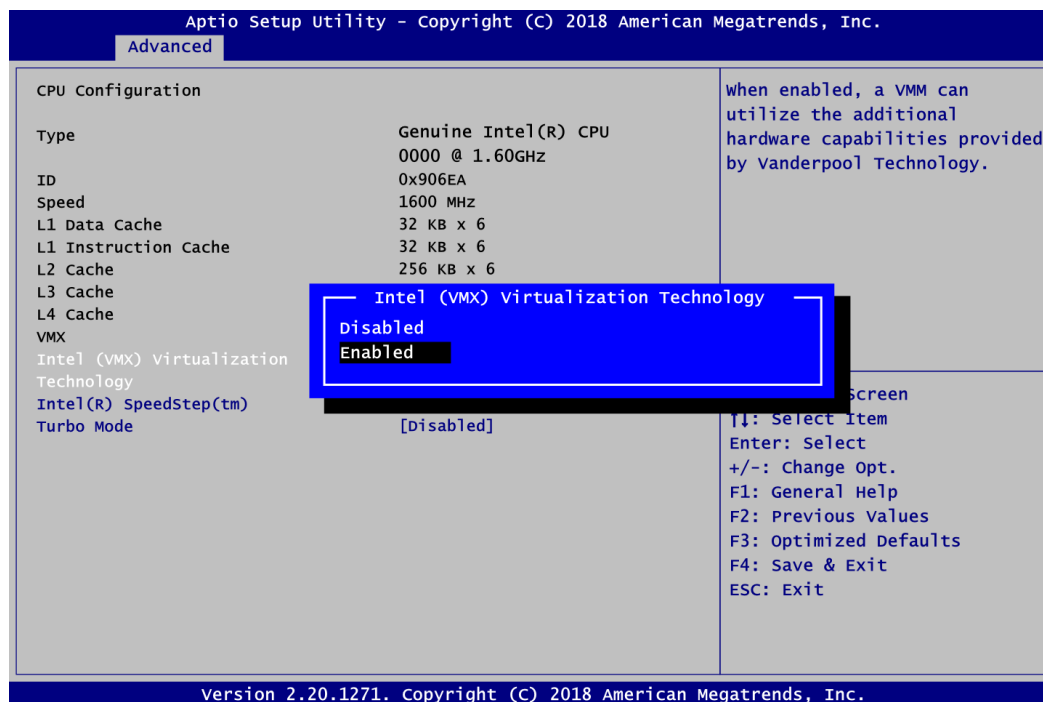 Aptio Setup Utility - Copyright (C) 2018 American Megatrends, Inc.
Advanced
CPU Configuration
Type Genuine Intel(R) CPU
0000 @ 1.60GHz
ID 0x906EA
Speed 1600 MHz
L1 Data Cache 32 KB x 6
L1 Instruction Cache 32 KB x 6
L2 Cache 256 KB x 6
L3 Cache
L4 Cache
VMX
Intel (VMX) Virtualization
Technology
Intel(R) SpeedStep(tm)
Turbo Mode [Disabled]
Intel (VMX) Virtualization Technology
Disabled
Enabled
When enabled, a VMM can
utilize the additional
hardware capabilities provided
by Vanderpool Technology.
Screen
↑↓: Select Item
Enter: Select
+/-: Change Opt.
F1: General Help
F2: Previous Values
F3: Optimized Defaults
F4: Save & Exit
ESC: Exit
Version 2.20.1271. Copyright (C) 2018 American Megatrends, Inc.